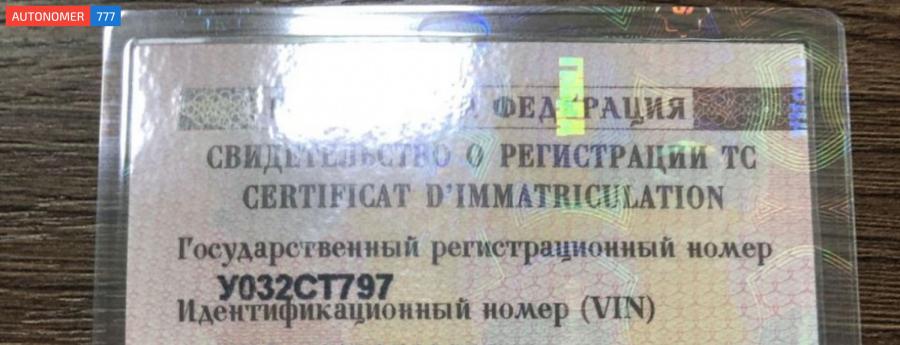 AUTONOMER 777
ФЕДЕРАЦИЯ
СВИДЕТЕЛЬСТВО О РЕГИСТРАЦИИ ТС
CERTIFICAT D'IMMATRICULATION
Государственный регистрационный номер
У032СТ797
Идентификационный номер (VIN)